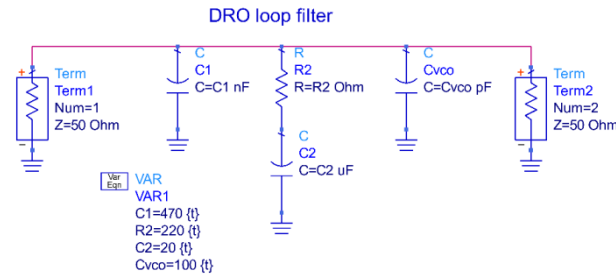 DRO loop filter
+
Term
Term1
Num=1
Z=50 Ohm
-
C
C1
C=C1 nF
R
R2
R=R2 Ohm
C
C2
C=C2 uF
C
Cvco
C=Cvco pF
+
Term
Term2
Num=2
Z=50 Ohm
-
Var
Eqn
VAR
VAR1
C1=470 {t}
R2=220 {t}
C2=20 {t}
Cvco=100 {t}